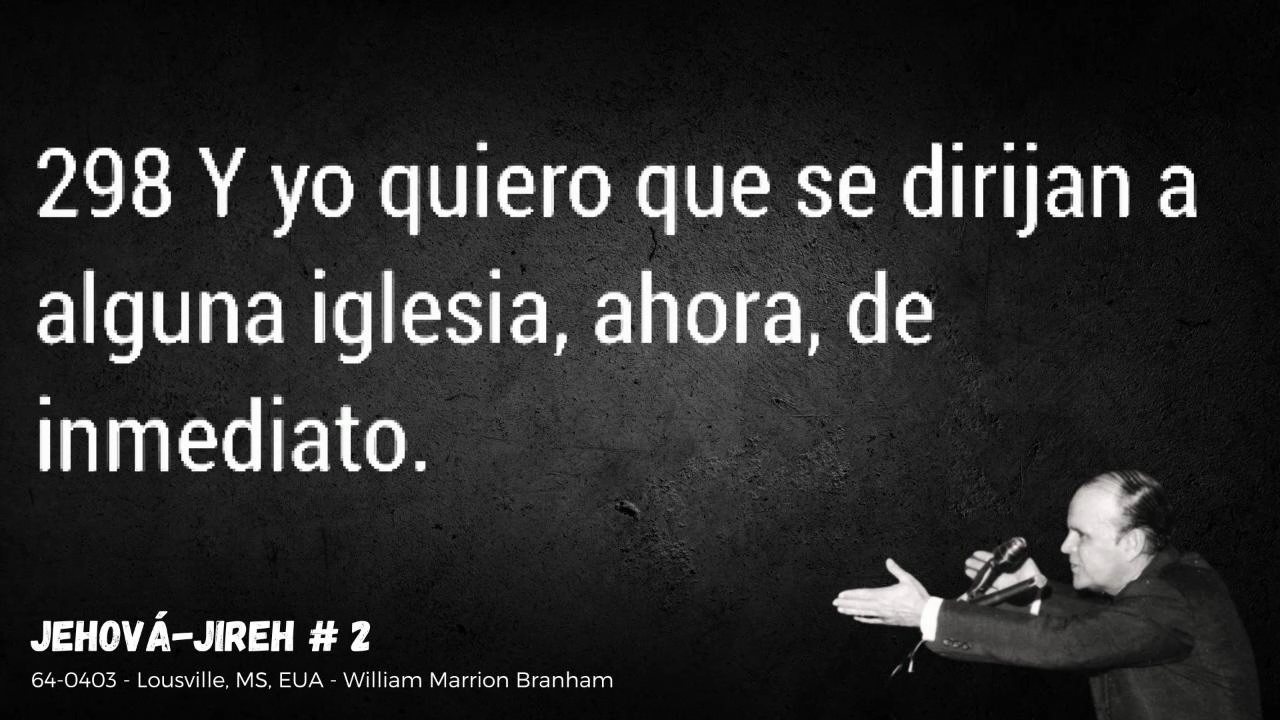 298 Y yo quiero que se dirijan a
alguna iglesia, ahora, de
inmediato.
JEHOVÁ-JIREH # 2
64-0403 - Lousville, MS, EUA - William Marrion Branham